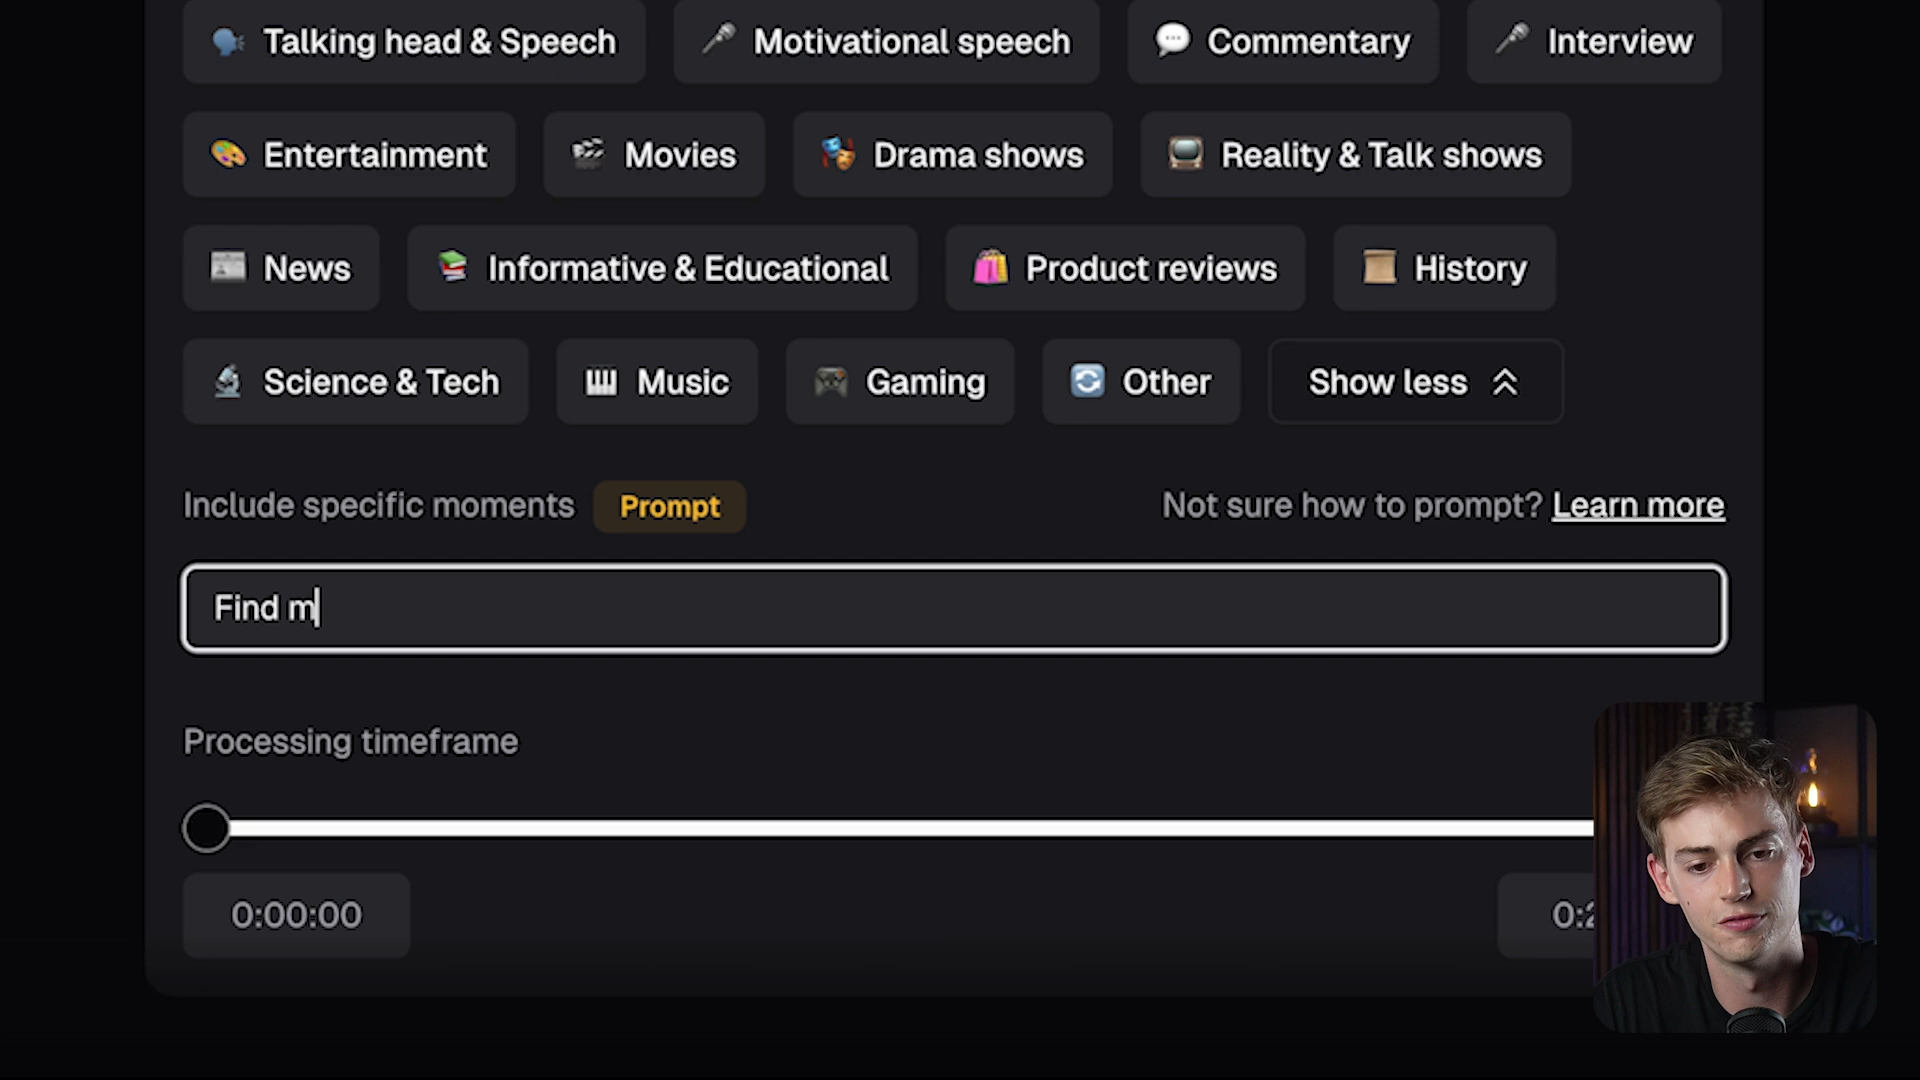 Talking head & Speech
Motivational speech
Commentary
Interview
Entertainment
Movies
Drama shows
Reality & Talk shows
News
Informative & Educational
Product reviews
History
Science & Tech
Music
Gaming
Other
Show less
Include specific moments
Prompt
Not sure how to prompt? Learn more
Find m
Processing timeframe
0:00:00
0:2